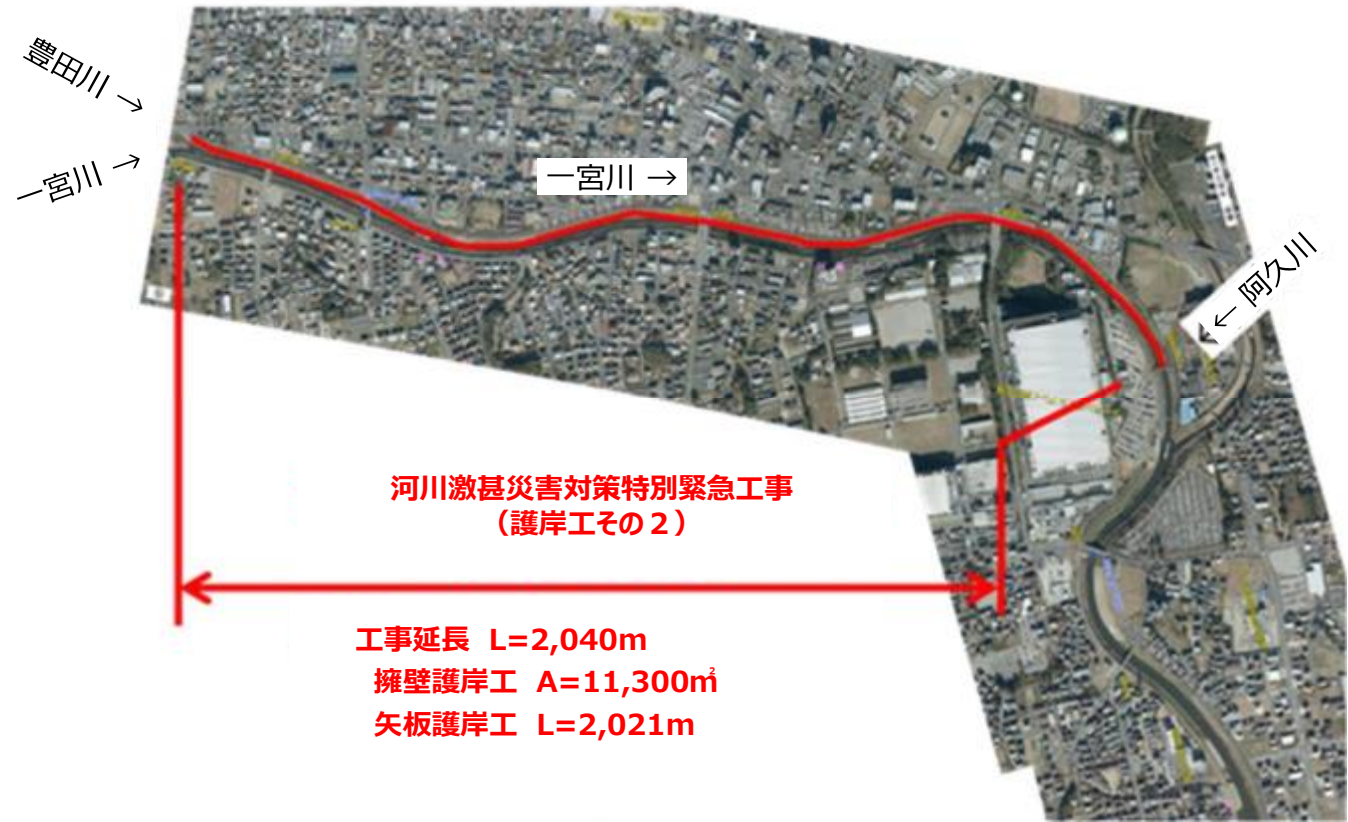 豊田川 →
一宮川 →
一宮川 →
← 阿久川
河川激甚災害対策特別緊急工事
（護岸工その２）
工事延長 L=2,040m
擁壁護岸工 A=11,300㎡
矢板護岸工 L=2,021m